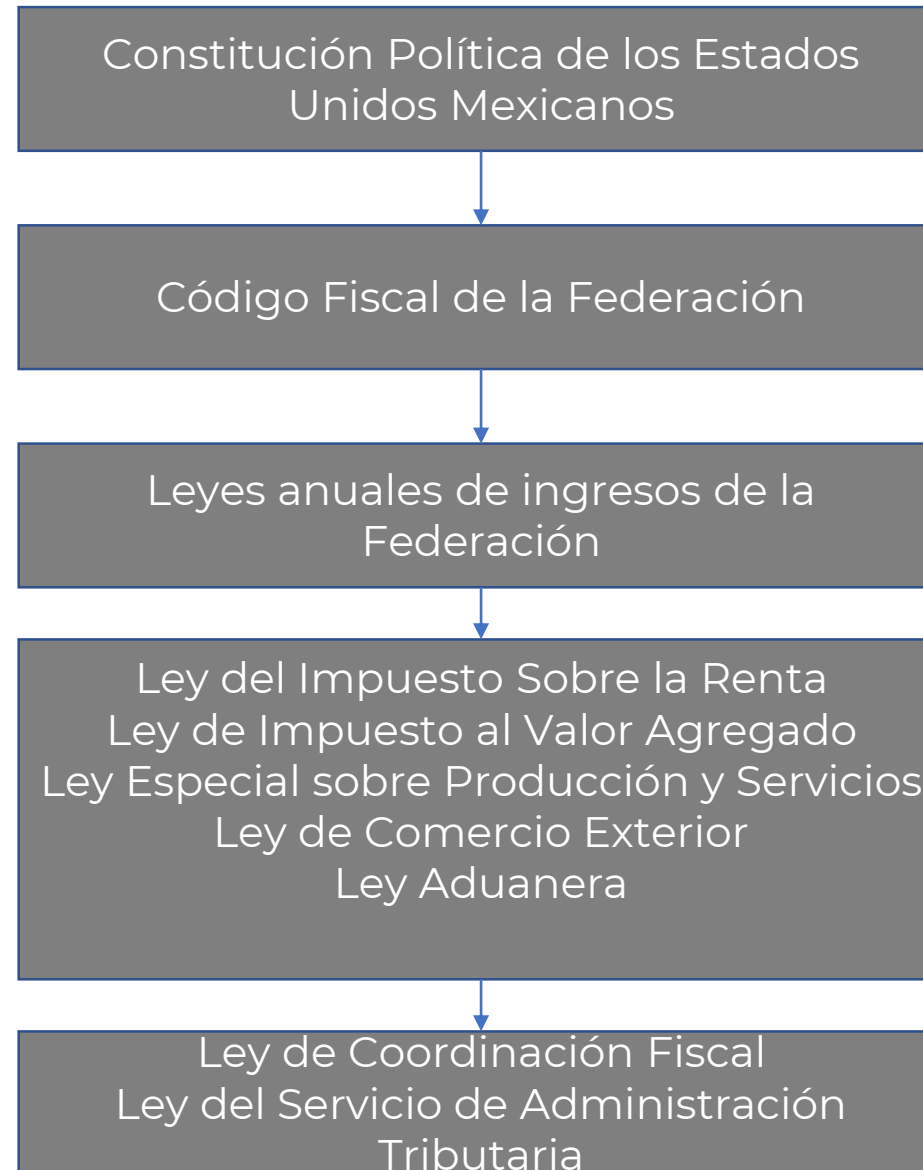 Constitución Política de los Estados
Unidos Mexicanos
Código Fiscal de la Federación
Leyes anuales de ingresos de la
Federación
Ley del Impuesto Sobre la Renta
Ley de Impuesto al Valor Agregado
Ley Especial sobre Producción y Servicios
Ley de Comercio Exterior
Ley Aduanera
Ley de Coordinación Fiscal
Ley del Servicio de Administración
Tributaria